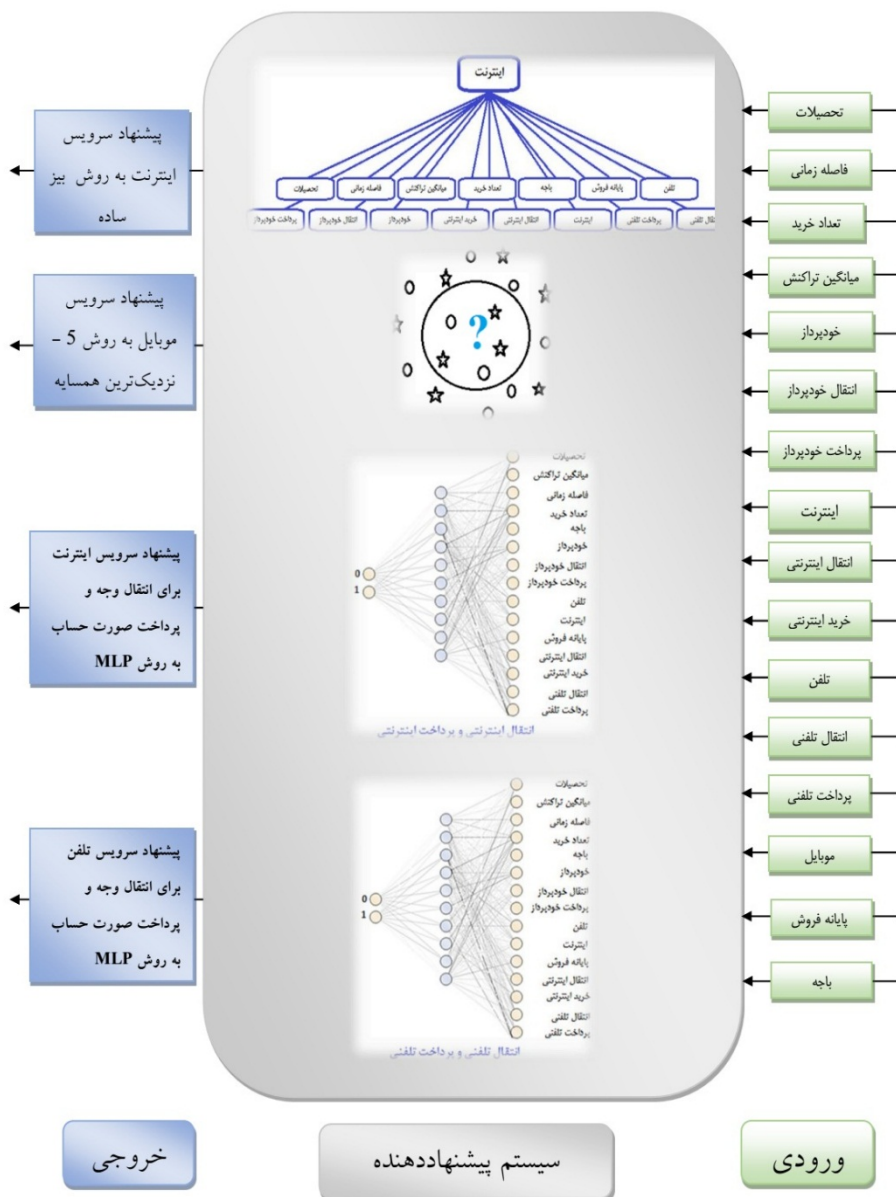 تحصیلات
فاصله زمانی
تعداد خرید
میانگین تراکنش
خودپرداز
انتقال خودپرداز
پرداخت خودپرداز
اینترنت
انتقال اینترنتی
خرید اینترنتی
تلفن
انتقال تلفنی
پرداخت تلفنی
موبایل
پایانه فروش
باجه
ورودی
اینترنت
تلفن
پایانه فروش
باجه
تعداد خرید
میانگین تراکنش
فاصله زمانی
تحصیلات
تلفنی
پرداخت تلفنی
اینترنت
انتقال اینترنتی
خرید اینترنتی
خودپرداز
انتقال خودپرداز
پرداخت خودپرداز
?
تحصیلات
میانگین تراکنش
فاصله زمانی
تعداد خرید
باجه
خودپرداز
انتقال خودپرداز
پرداخت خودپرداز
تلفن
اینترنت
پایانه فروش
انتقال اینترنتی
خرید اینترنتی
انتقال تلفنی
پرداخت تلفنی
0
1
انتقال اینترنتی و پرداخت اینترنتی
تحصیلات
میانگین تراکنش
فاصله زمانی
تعداد خرید
باجه
خودپرداز
انتقال خودپرداز
پرداخت خودپرداز
تلفن
اینترنت
پایانه فروش
انتقال اینترنتی
خرید اینترنتی
انتقال تلفنی
پرداخت تلفنی
0
1
انتقال تلفنی و پرداخت تلفنی
سیستم پیشنهاددهنده
پیشنهاد سرویس
اینترنت به روش بیز
ساده
پیشنهاد سرویس
موبایل به روش 5 –
نزدیک‌ترین همسایه
پیشنهاد سرویس اینترنت
برای انتقال وجه و
پرداخت صورت حساب
به روش MLP
پیشنهاد سرویس تلفن
برای انتقال وجه و
پرداخت صورت حساب
به روش MLP
خروجی